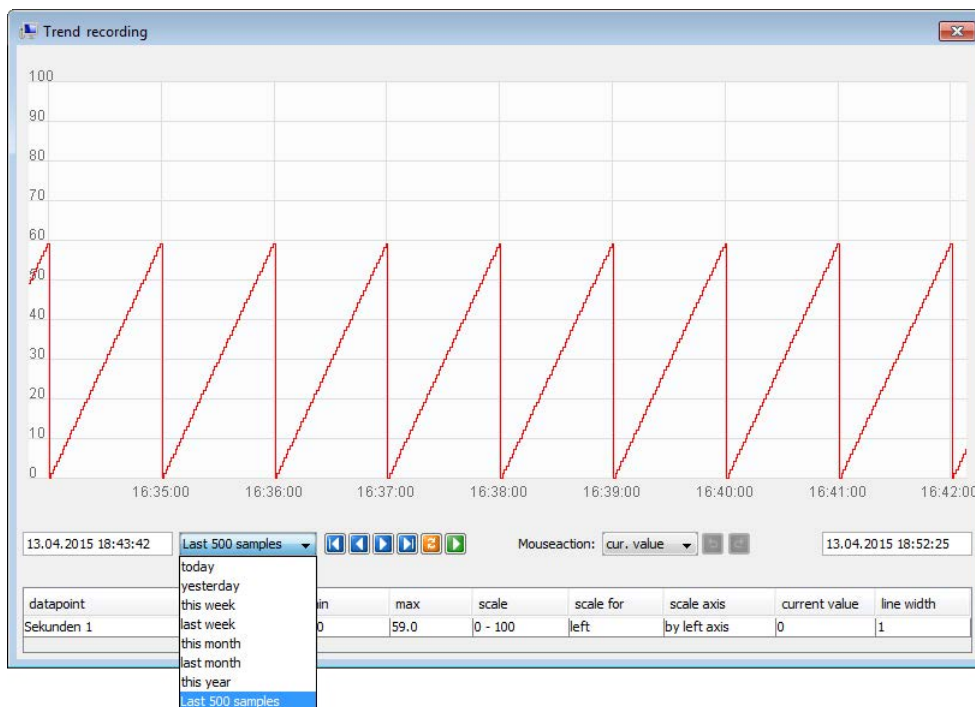 Trend recording
100
90
80
70
60
50
40
30
20
10
0
16:35:00 16:36:00 16:37:00 16:38:00 16:39:00 16:40:00 16:41:00 16:42:00
13.04.2015 18:43:42 Last 500 samples Mouseaction: cur. value 13.04.2015 18:52:25
today
yesterday
this week
last week
this month
last month
this year
Last 500 samples
datapoint max scale scale for scale axis current value line width
Sekunden 1 0 59.0 0 - 100 left by left axis 0 1